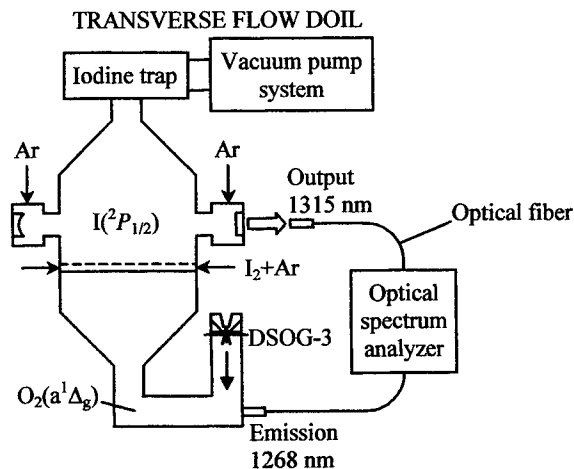 TRANSVERSE FLOW DOIL
Iodine trap
Vacuum pump
system
Ar
Ar
Output
1315 nm
Optical fiber
I(²P₁/₂)
I₂+Ar
Optical
spectrum
analyzer
DSOG-3
O₂(a¹Δg)
Emission
1268 nm